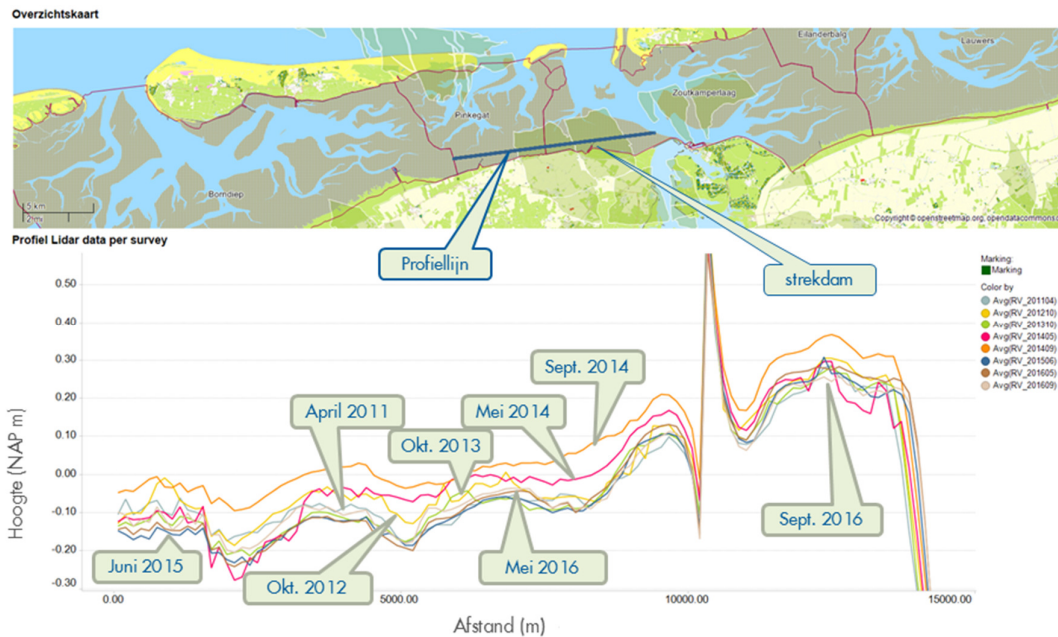 Overzichtskaart
Eilanderbalg
Lauwers
Zoutkamperlaag
Pinkegat
Borndiep
5 km
2 mi
Copyright © openstreetmap.org, opendatacommons
Profiel Lidar data per survey
Profiellijn
strekdam
Marking:
Marking
Color by
Avg(RV_201104)
Avg(RV_201210)
Avg(RV_201310)
Avg(RV_201405)
Avg(RV_201409)
Avg(RV_201506)
Avg(RV_201605)
Avg(RV_201609)
Hoogte (NAP m)
0.50
0.40
0.30
0.20
0.10
0.00
-0.10
-0.20
-0.30
Sept. 2014
April 2011
Mei 2014
Okt. 2013
Sept. 2016
Juni 2015
Mei 2016
Okt. 2012
0.00
5000.00
10000.00
15000.00
Afstand (m)